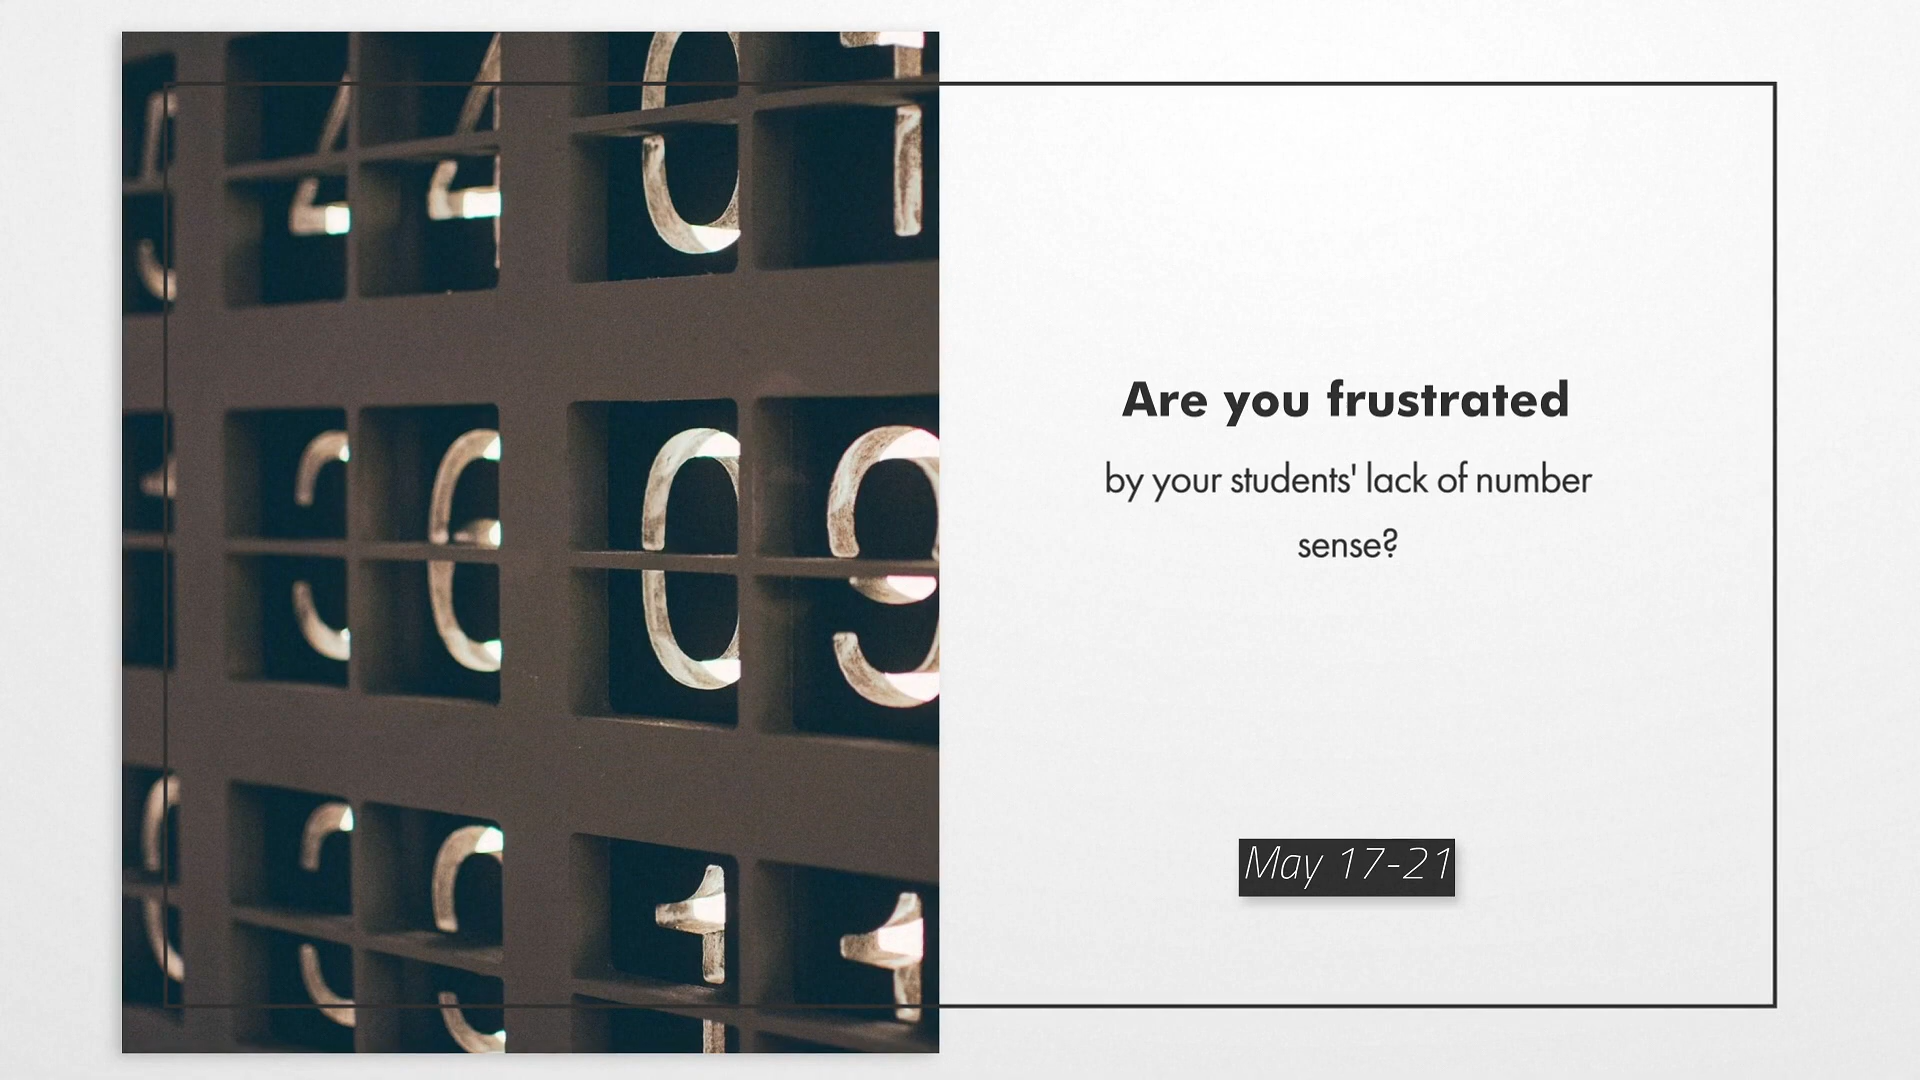 Are you frustrated
by your students' lack of number
sense?
May 17-21